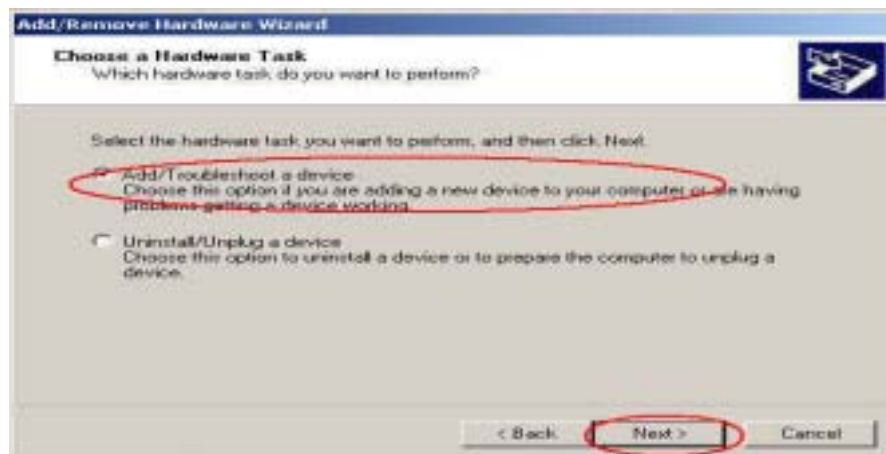 Add/Remove Hardware Wizard
Choose a Hardware Task
Which hardware task do you want to perform?
Select the hardware task you want to perform, and then click Next.
Add/Troubleshoot a device
Choose this option if you are adding a new device to your computer or are having
problems getting a device working.
Uninstall/Unplug a device
Choose this option to uninstall a device or to prepare the computer to unplug a
device.
< Back Next > Cancel